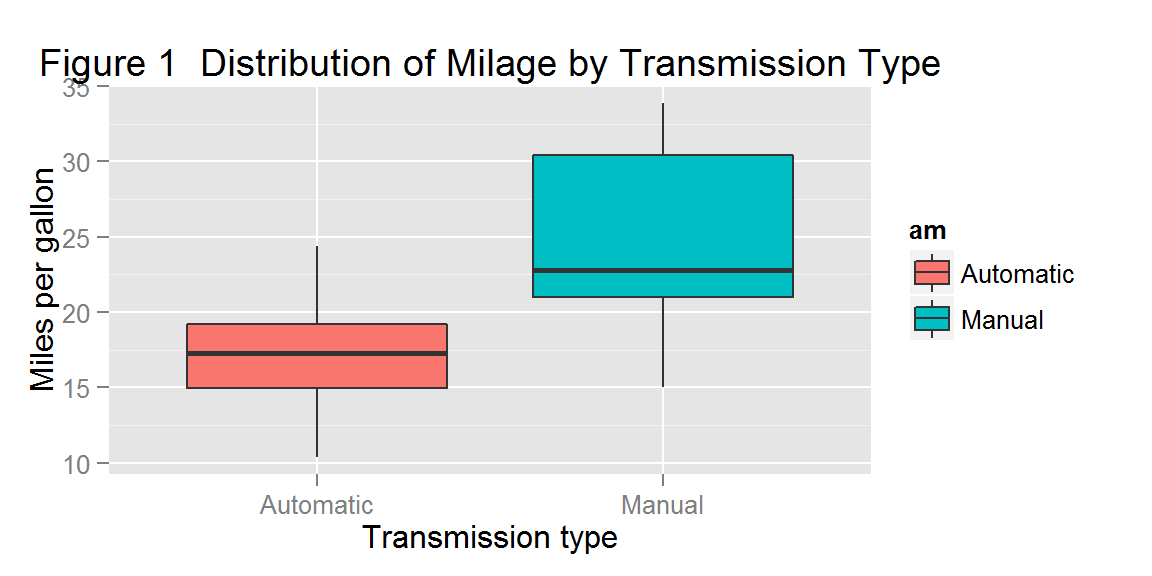 Figure 1  Distribution of Milage by Transmission Type
Miles per gallon
35
30
25
20
15
10
Automatic
Manual
Transmission type
am
Automatic
Manual